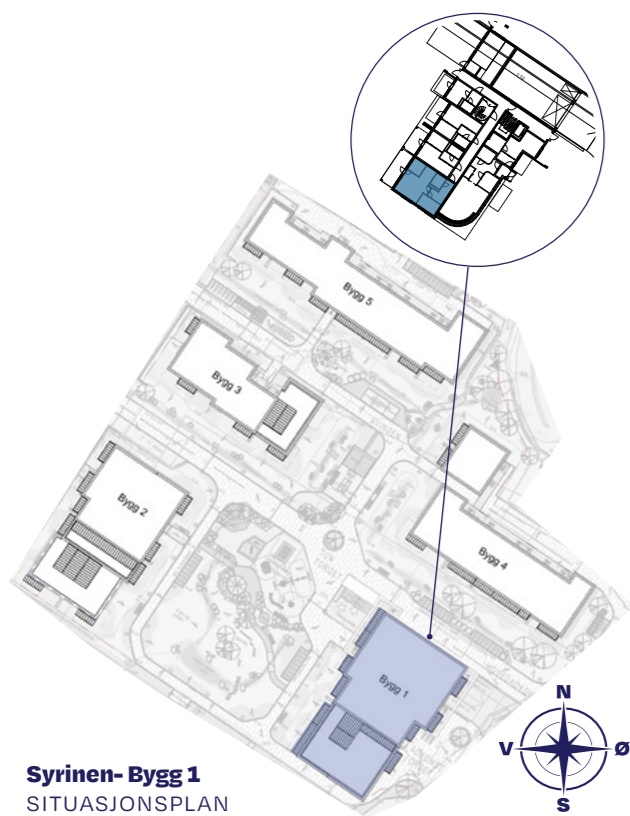 Bygg 5
Bygg 3
Bygg 2
Bygg 4
Bygg 1
N
V
Ø
S
Syrinen- Bygg 1
SITUASJONSPLAN